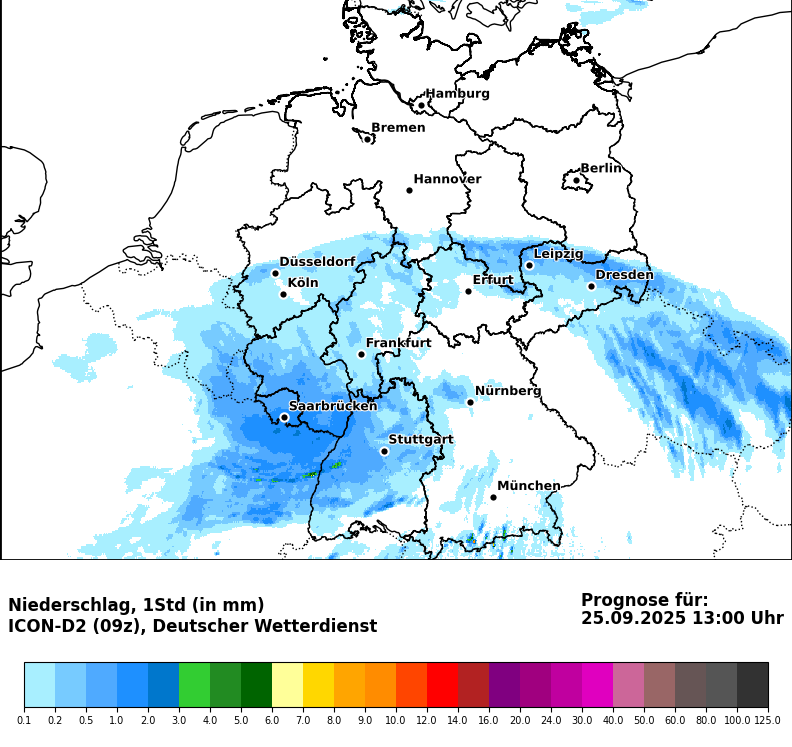 Hamburg
Bremen
Berlin
Hannover
Leipzig
Düsseldorf
Dresden
Köln
Erfurt
Frankfurt
Nürnberg
Saarbrücken
Stuttgart
München
Niederschlag, 1Std (in mm)
ICON-D2 (09z), Deutscher Wetterdienst
Prognose für:
25.09.2025 13:00 Uhr
0.1 0.2 0.5 1.0 2.0 3.0 4.0 5.0 6.0 7.0 8.0 9.0 10.0 12.0 14.0 16.0 20.0 24.0 30.0 40.0 50.0 60.0 80.0 100.0 125.0